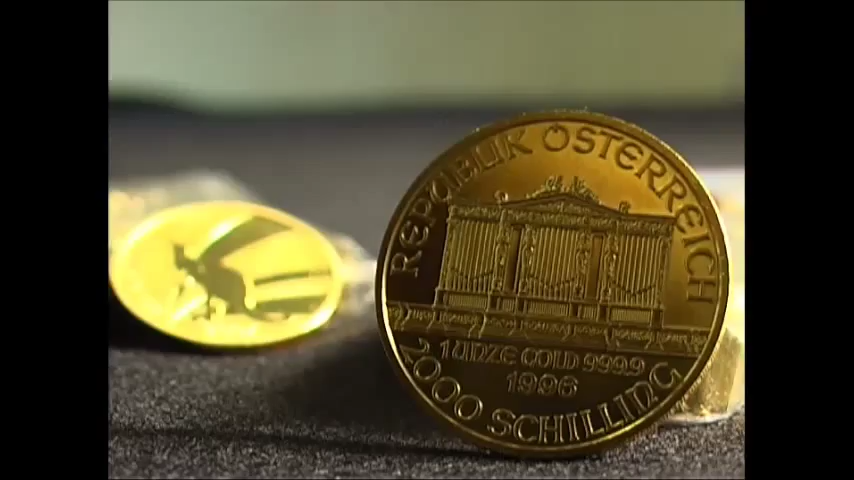 REPUBLIK ÖSTERREICH
1 UNZE GOLD 999.9
1996
2000 SCHILLING